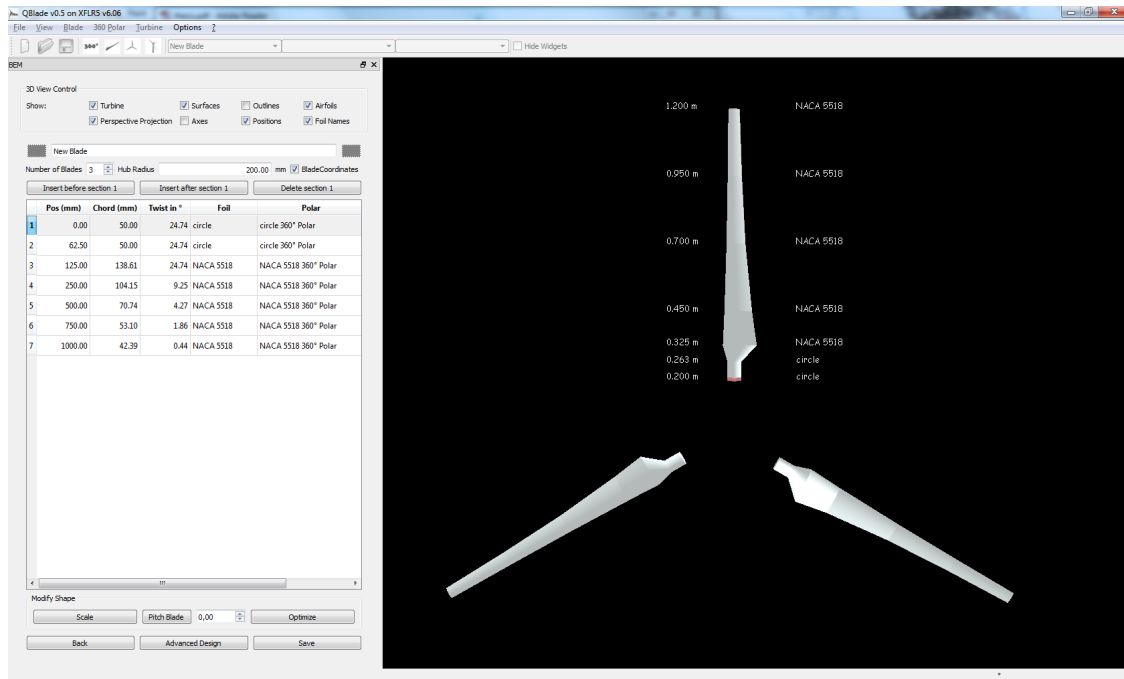 QBlade v0.5 on XFLR5 v6.06
File View Blade 360 Polar Turbine Options ?
360° New Blade Hide Widgets
BEM
3D View Control
Show: Turbine Surfaces Outlines Airfoils
Perspective Projection Axes Positions Foil Names
New Blade
Number of Blades 3 Hub Radius 200.00 mm BladeCoordinates
Insert before section 1 Insert after section 1 Delete section 1
Pos (mm) Chord (mm) Twist in ° Foil Polar
1 0.00 50.00 24.74 circle circle 360° Polar
2 62.50 50.00 24.74 circle circle 360° Polar
3 125.00 138.61 24.74 NACA 5518 NACA 5518 360° Polar
4 250.00 104.15 9.25 NACA 5518 NACA 5518 360° Polar
5 500.00 70.74 4.27 NACA 5518 NACA 5518 360° Polar
6 750.00 53.10 1.86 NACA 5518 NACA 5518 360° Polar
7 1000.00 42.39 0.44 NACA 5518 NACA 5518 360° Polar
Modify Shape
Scale Pitch Blade 0,00 Optimize
Back Advanced Design Save
1.200 m NACA 5518
0.950 m NACA 5518
0.700 m NACA 5518
0.450 m NACA 5518
0.325 m NACA 5518
0.263 m circle
0.200 m circle